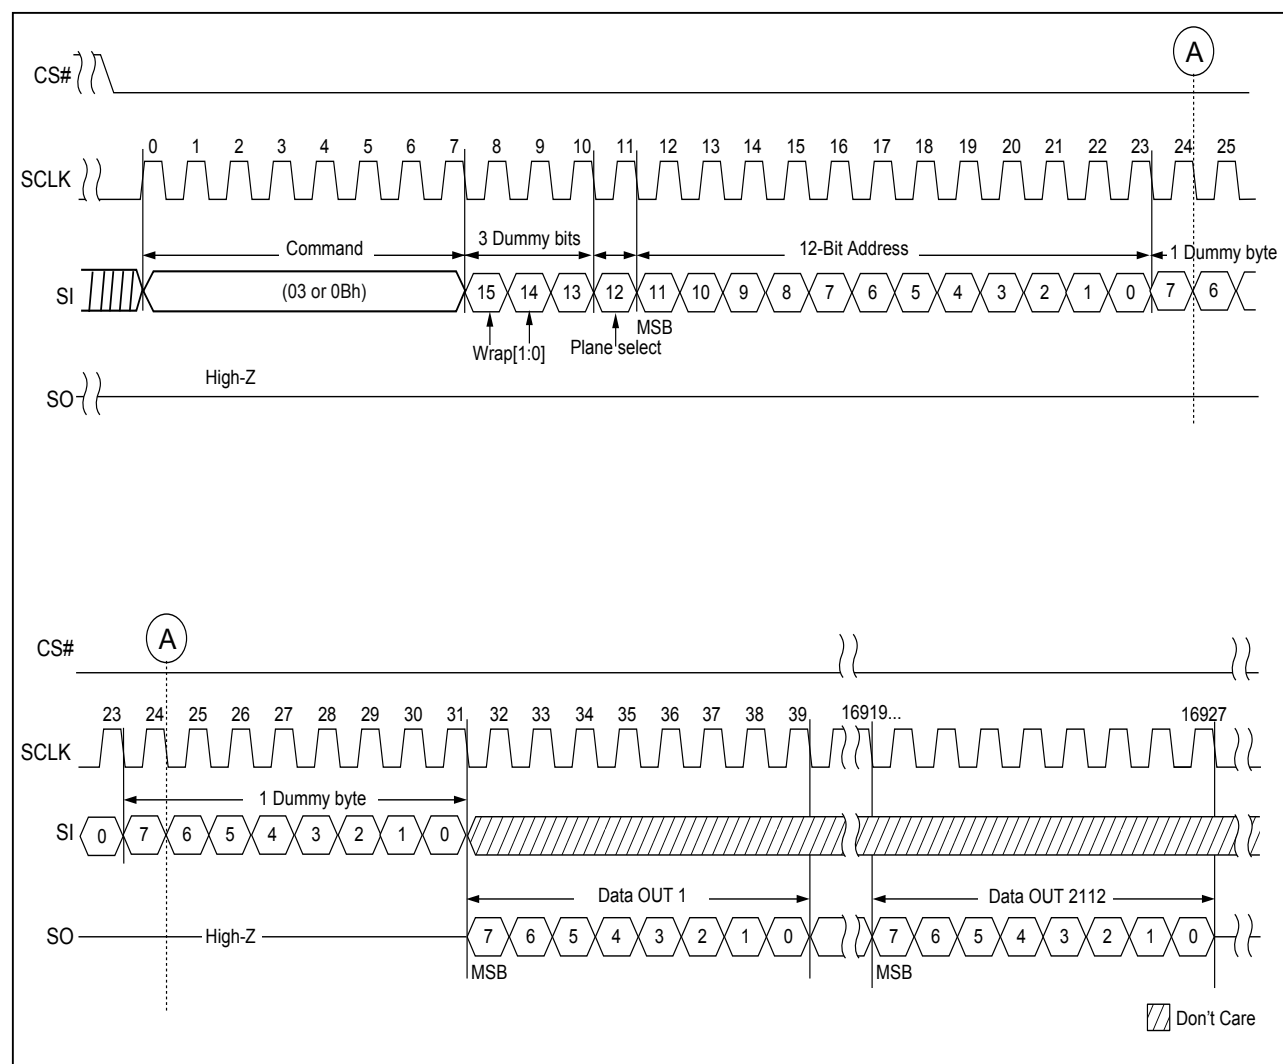 A
CS#
0 1 2 3 4 5 6 7 8 9 10 11 12 13 14 15 16 17 18 19 20 21 22 23 24 25
SCLK
Command 3 Dummy bits 12-Bit Address 1 Dummy byte
SI (03 or 0Bh) 15 14 13 12 11 10 9 8 7 6 5 4 3 2 1 0 7 6
Wrap[1:0] Plane select MSB
High-Z
SO
A
CS#
23 24 25 26 27 28 29 30 31 32 33 34 35 36 37 38 39 16919... 16927
SCLK
1 Dummy byte
SI 0 7 6 5 4 3 2 1 0
Data OUT 1 Data OUT 2112
SO High-Z 7 6 5 4 3 2 1 0 7 6 5 4 3 2 1 0
MSB MSB
Don't Care